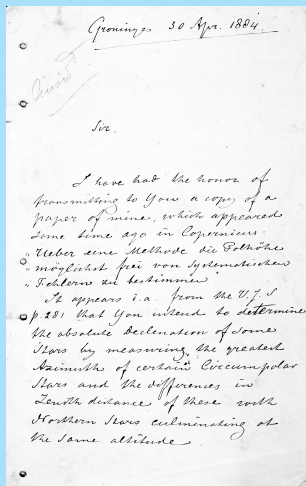 Groningen 30 Apr. 1884.
Sir.
I have had the honor of
transmitting to You a copy of a
paper of mine, which appeared
some time ago in Copernicus:
"Ueber eine Methode die Polhöhe
"möglichst frei von Systematischen
"Fehlern zu bestimmen"
It appears i.a. from the V.J.S
p. 281 that You intend to determine
the absolute Declination of some
Stars by measuring the greatest
Azimuth of certain Circumpolar
Stars and the differences in
Zenith distance of these with
Northern Stars culminating at
the same altitude.